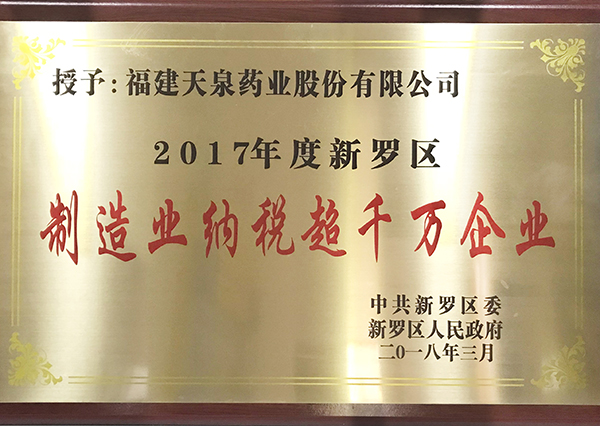 授予:福建天泉药业股份有限公司
2017年度新罗区
制造业纳税超千万企业
中共新罗区委
新罗区人民政府
二〇一八年三月